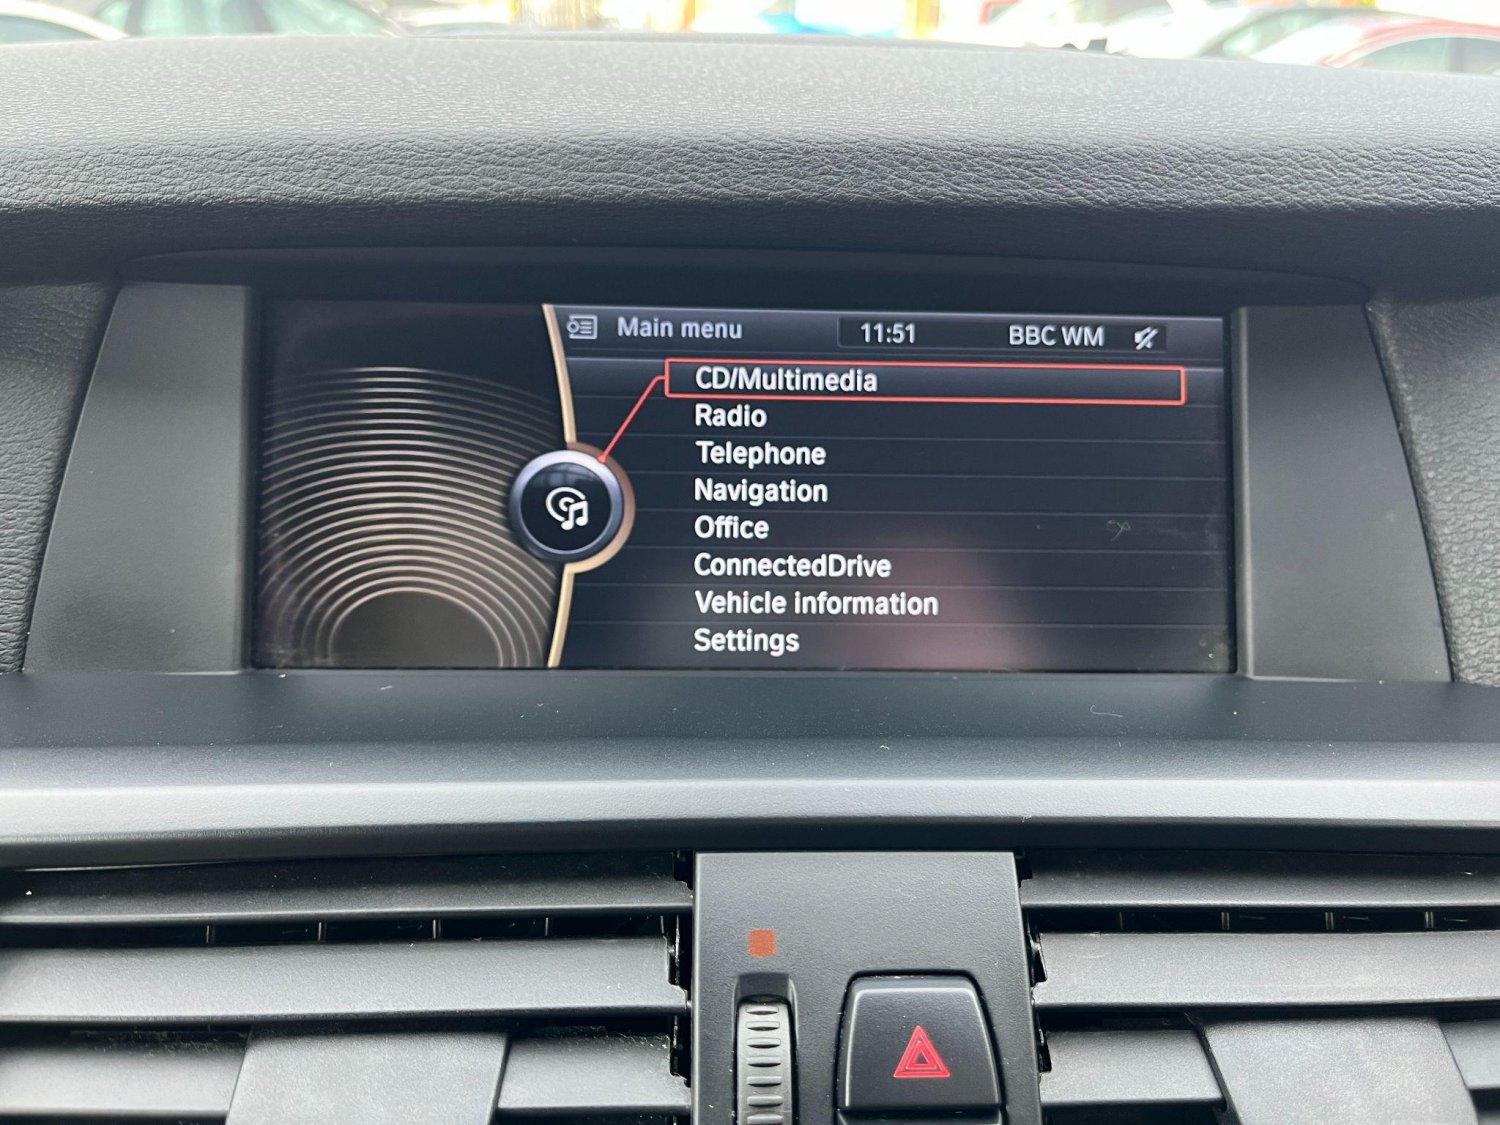 Main menu 11:51 BBC WM
CD/Multimedia
Radio
Telephone
Navigation
Office
ConnectedDrive
Vehicle information
Settings